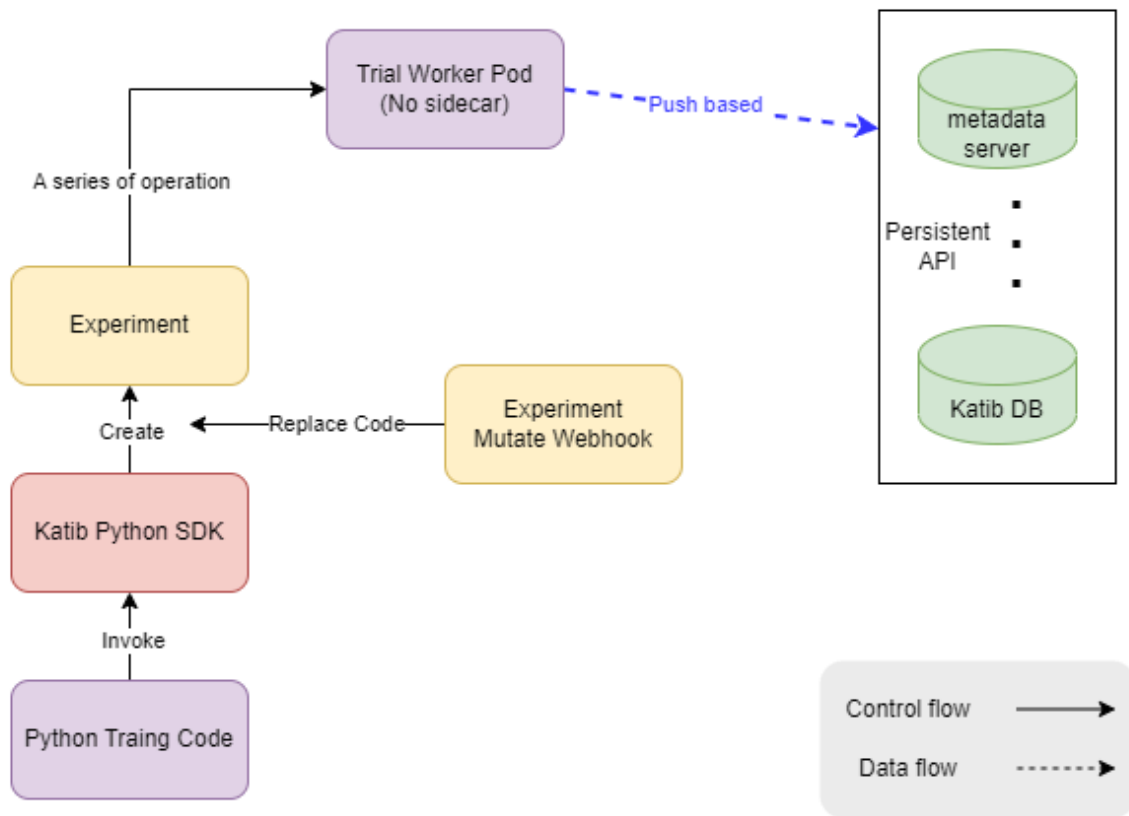 Trial Worker Pod
(No sidecar)
Push based
metadata
server
A series of operation
Persistent
API
Experiment
Katib DB
Experiment
Mutate Webhook
Replace Code
Create
Katib Python SDK
Invoke
Python Traing Code
Control flow
Data flow